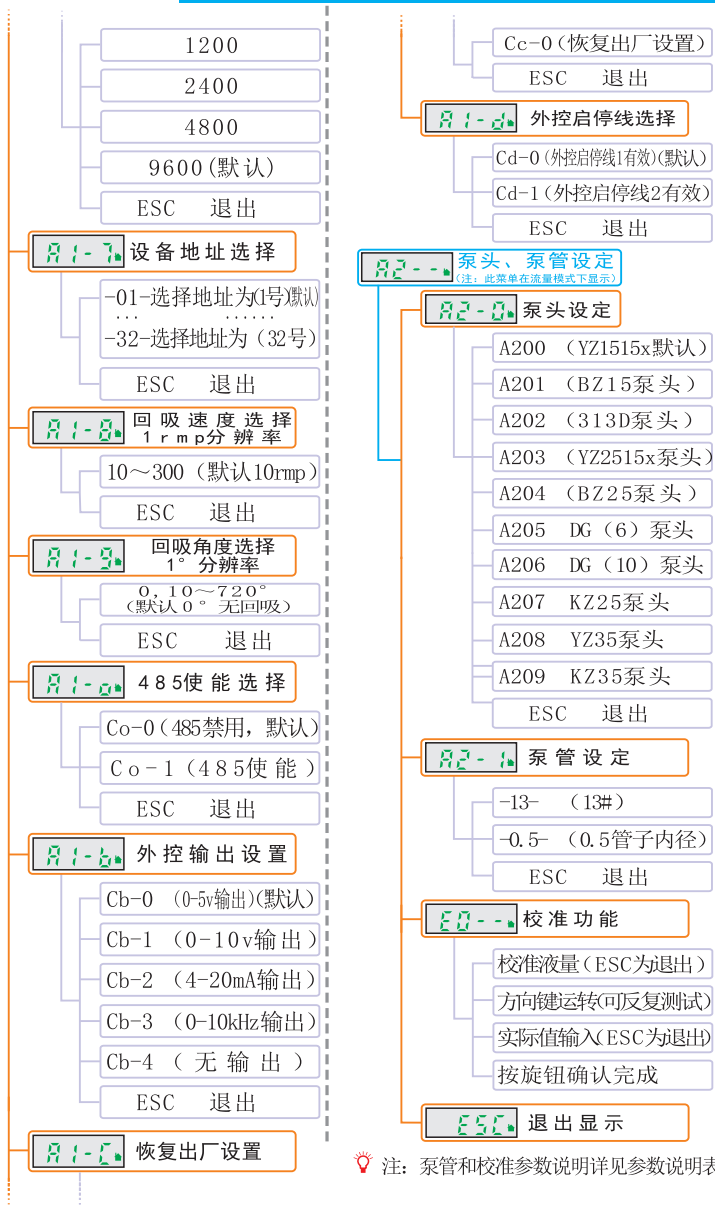 1200
2400
4800
9600(默认)
ESC 退出
A1-7. 设备地址选择
-01-选择地址为(1号)(默认)
... ......
-32-选择地址为（32号）
ESC 退出
A1-8. 回吸速度选择
1rmp分辨率
10～300（默认10rmp）
ESC 退出
A1-9. 回吸角度选择
1°分辨率
0,10～720°
（默认0°无回吸）
ESC 退出
A1-o. 485使能选择
Co-0（485禁用，默认）
Co-1（485使能）
ESC 退出
A1-b. 外控输出设置
Cb-0 （0-5v输出）(默认)
Cb-1 （0-10v输出）
Cb-2 （4-20mA输出）
Cb-3 （0-10kHz输出）
Cb-4 （无输出）
ESC 退出
A1-C. 恢复出厂设置
Cc-0（恢复出厂设置）
ESC 退出
A1-d. 外控启停线选择
Cd-0（外控启停线1有效）(默认)
Cd-1（外控启停线2有效）
ESC 退出
A2--. 泵头、泵管设定
（注：此菜单在流量模式下显示）
A2-0. 泵头设定
A200 （YZ1515x默认）
A201 （BZ15泵头）
A202 （313D泵头）
A203 （YZ2515x泵头）
A204 （BZ25泵头）
A205 DG（6）泵头
A206 DG（10）泵头
A207 KZ25泵头
A208 YZ35泵头
A209 KZ35泵头
ESC 退出
A2-1. 泵管设定
-13- （13#）
-0.5- （0.5管子内径）
ESC 退出
E0--. 校准功能
校准液量（ESC为退出）
方向键运转(可反复测试)
实际值输入(ESC为退出)
按旋钮确认完成
ESC. 退出显示
注：泵管和校准参数说明详见参数说明表